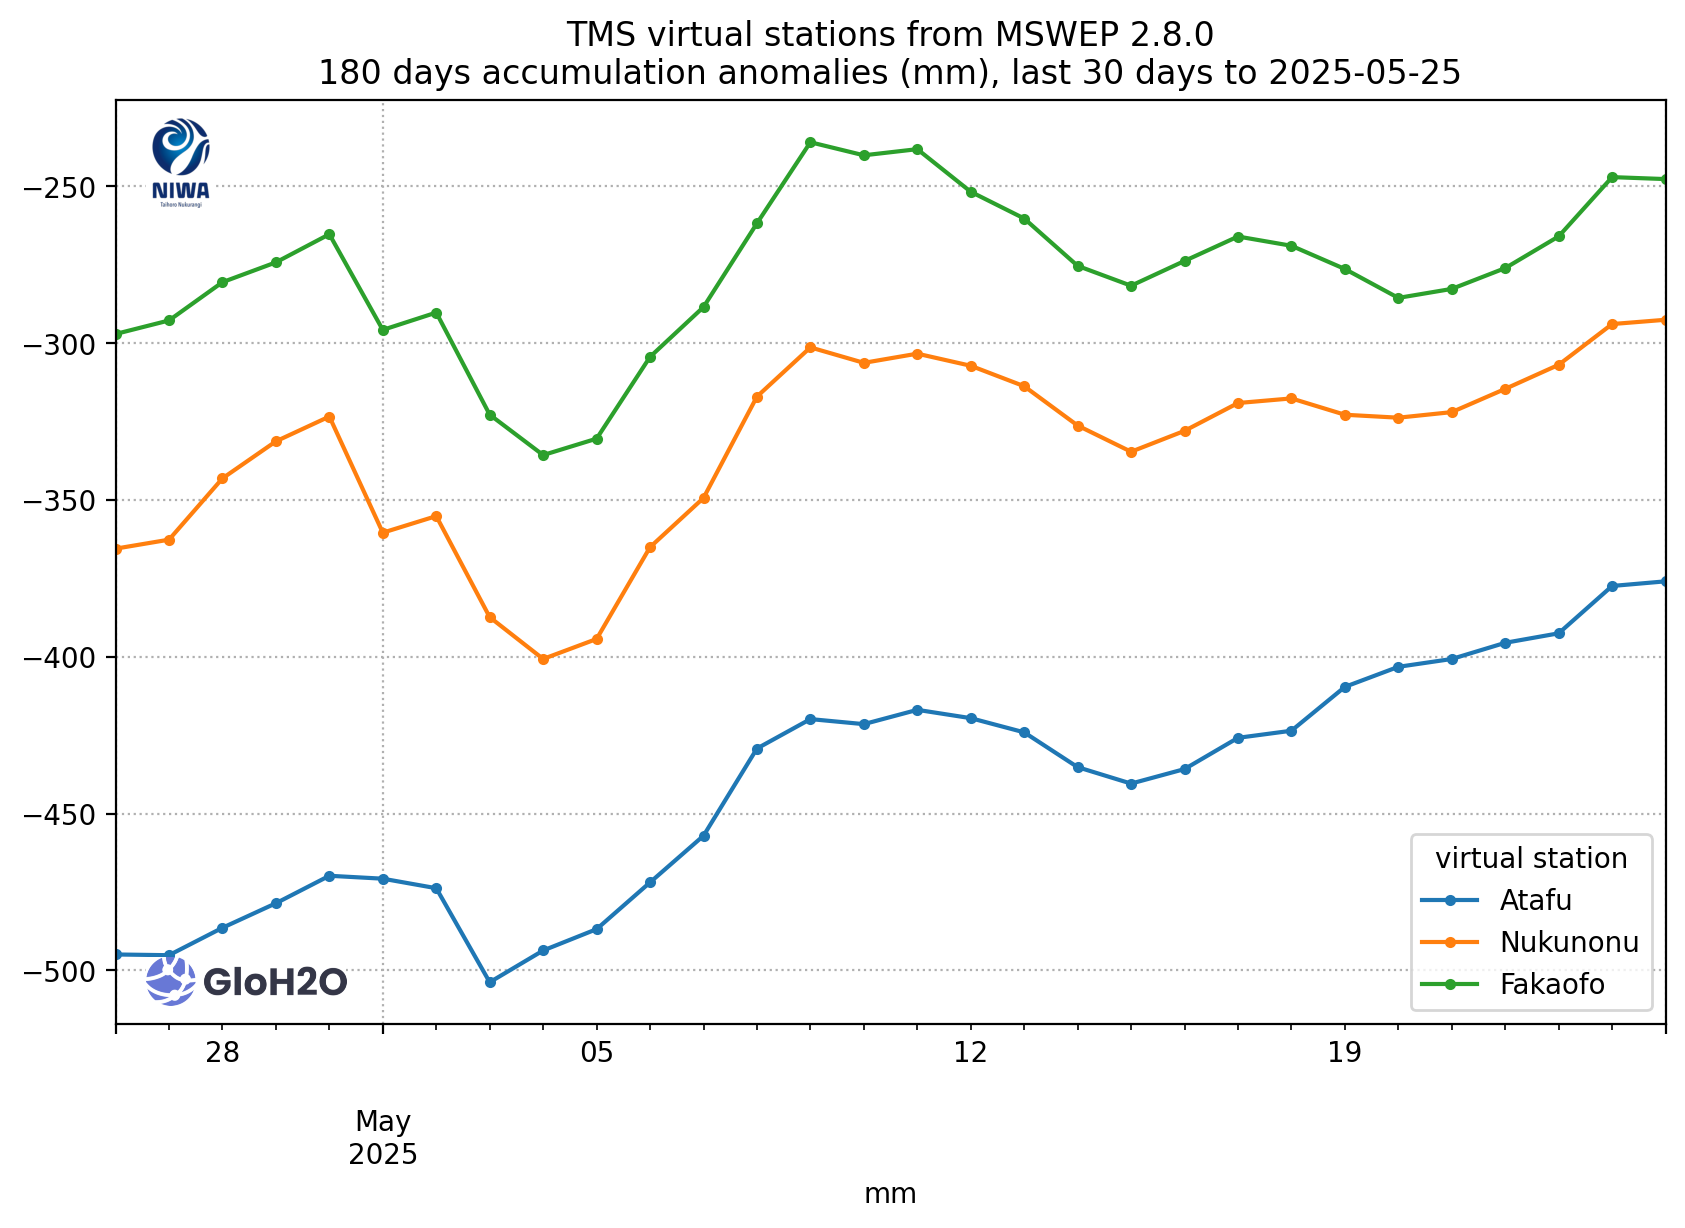 TMS virtual stations from MSWEP 2.8.0
180 days accumulation anomalies (mm), last 30 days to 2025-05-25
NIWA
Taihoro Nukurangi
−250
−300
−350
−400
−450
−500
GloH2O
virtual station
Atafu
Nukunonu
Fakaofo
28
05
12
19
May
2025
mm